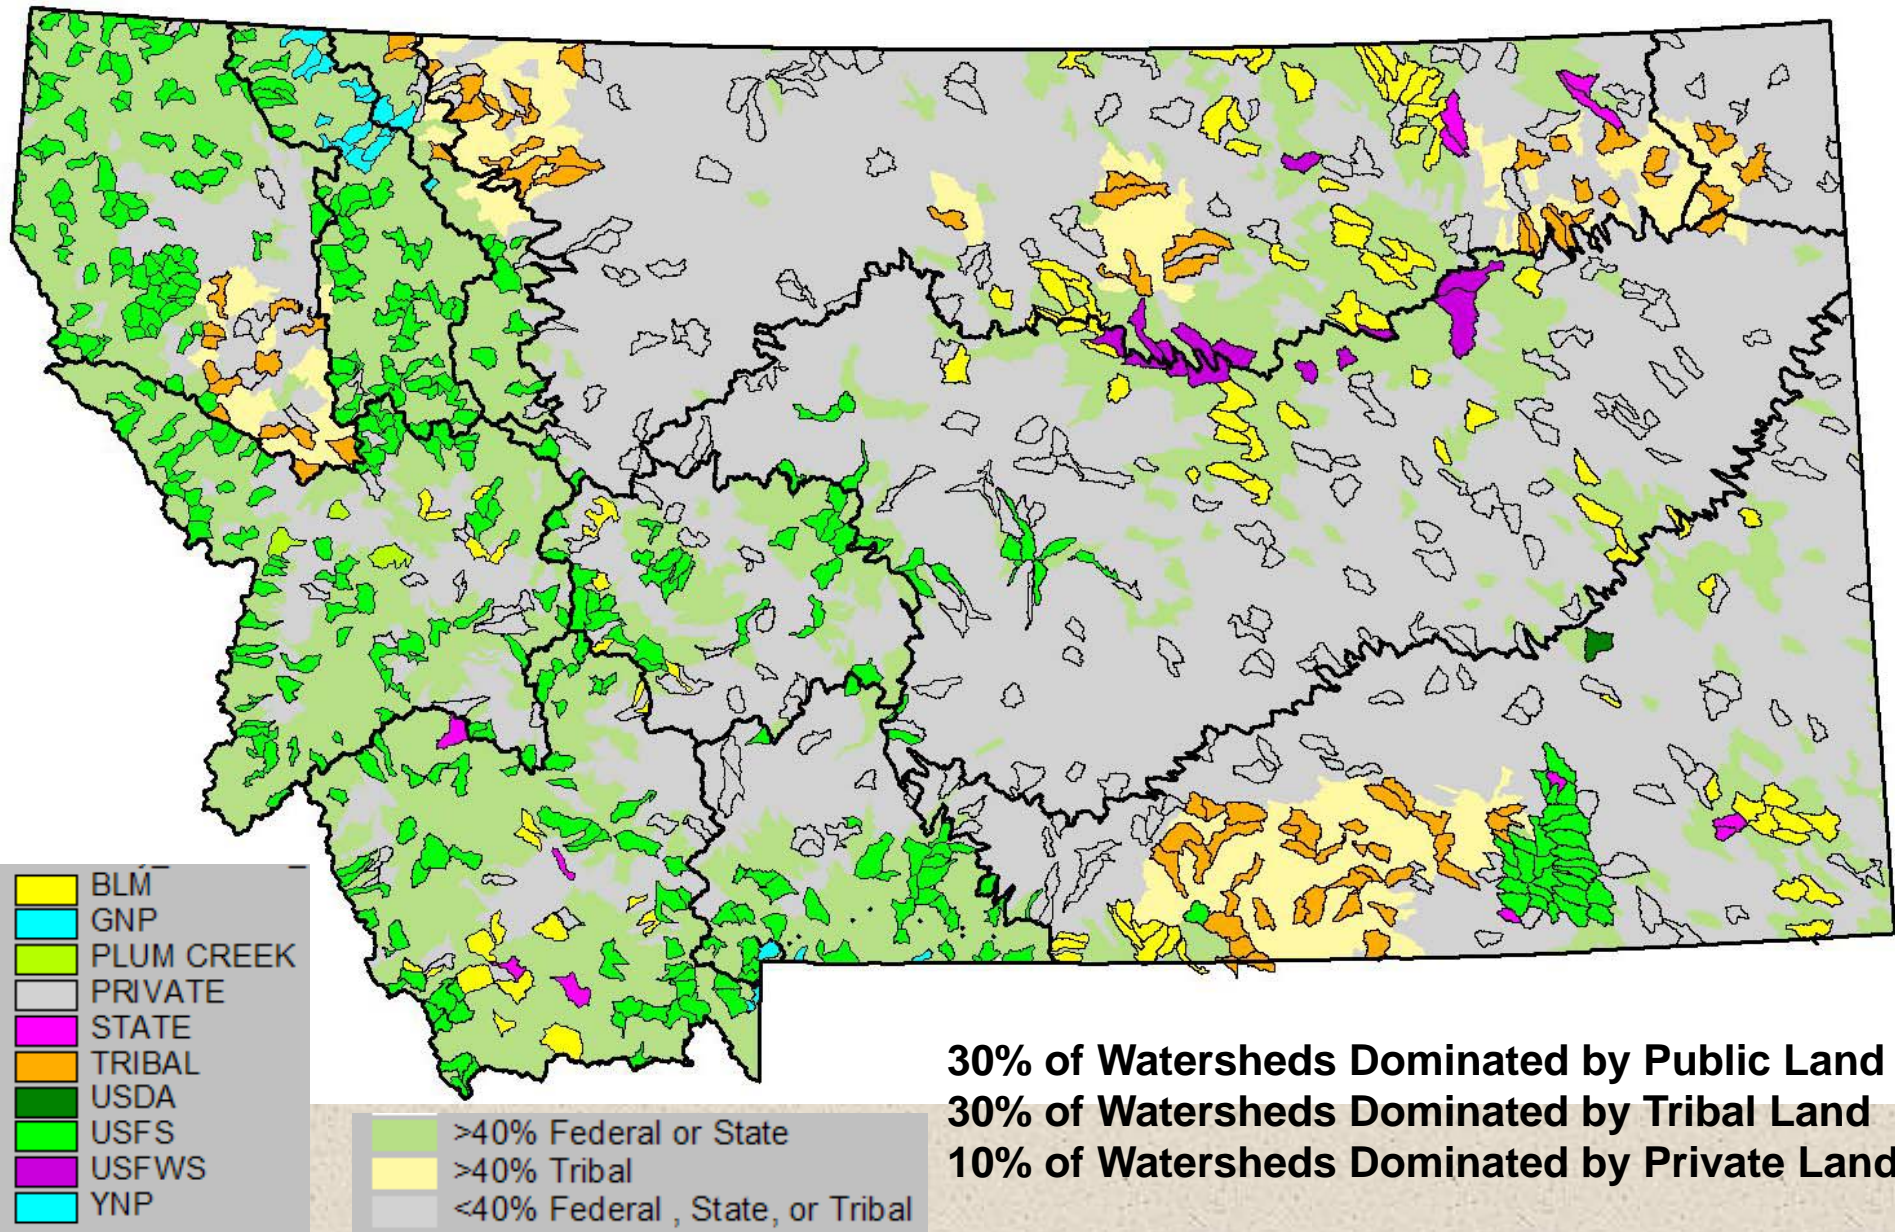 BLM
GNP
PLUM CREEK
PRIVATE
STATE
TRIBAL
USDA
USFS
USFWS
YNP
>40% Federal or State
>40% Tribal
<40% Federal , State, or Tribal
30% of Watersheds Dominated by Public Land
30% of Watersheds Dominated by Tribal Land
10% of Watersheds Dominated by Private Land